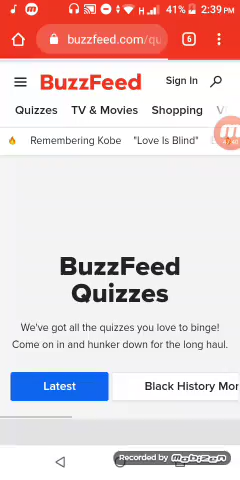 41% 2:39 PM
buzzfeed.com/qu
6
BuzzFeed
Sign In
Quizzes TV & Movies Shopping
Remembering Kobe "Love Is Blind"
BuzzFeed
Quizzes
We've got all the quizzes you love to binge!
Come on in and hunker down for the long haul.
Latest
Black History Mon
Recorded by mobizen